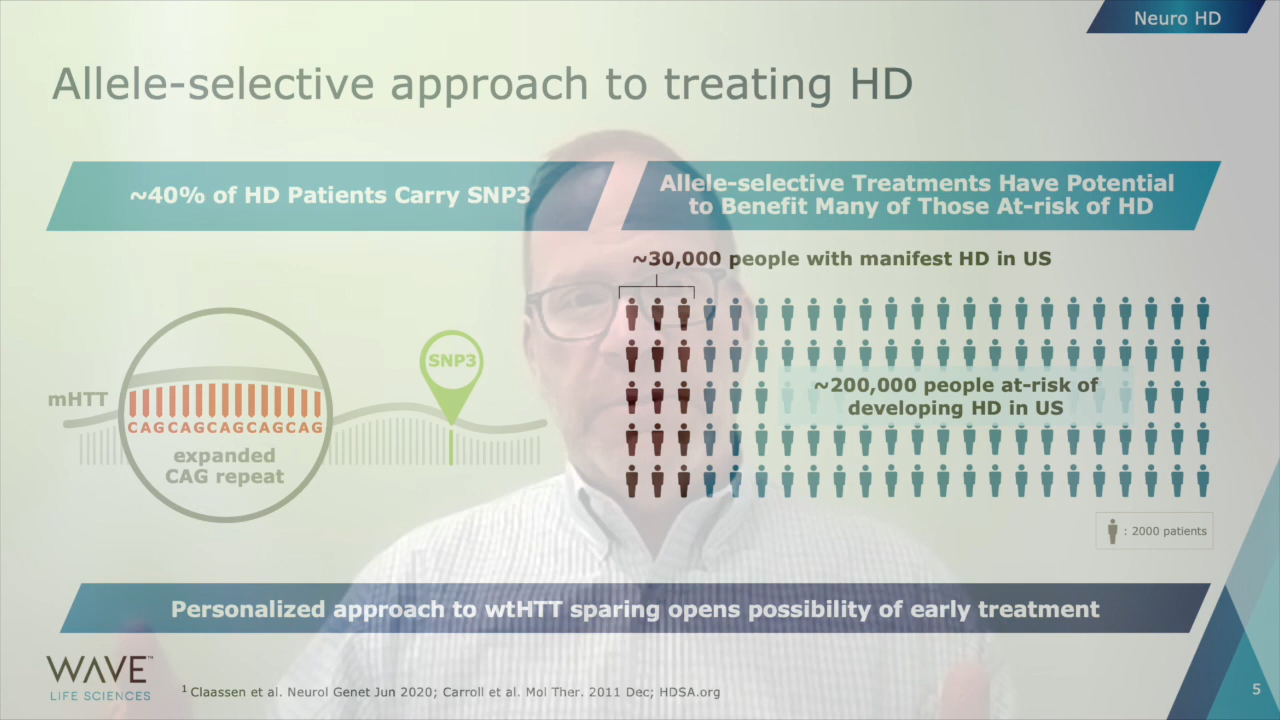 Neuro HD
Allele-selective approach to treating HD
~40% of HD Patients Carry SNP3
Allele-selective Treatments Have Potential
to Benefit Many of Those At-risk of HD
~30,000 people with manifest HD in US
SNP3
mHTT
CAGCAGCAGCAGCAG
expanded
CAG repeat
~200,000 people at-risk of
developing HD in US
: 2000 patients
Personalized approach to wtHTT sparing opens possibility of early treatment
WAVE™
LIFE SCIENCES
1 Claassen et al. Neurol Genet Jun 2020; Carroll et al. Mol Ther. 2011 Dec; HDSA.org
5